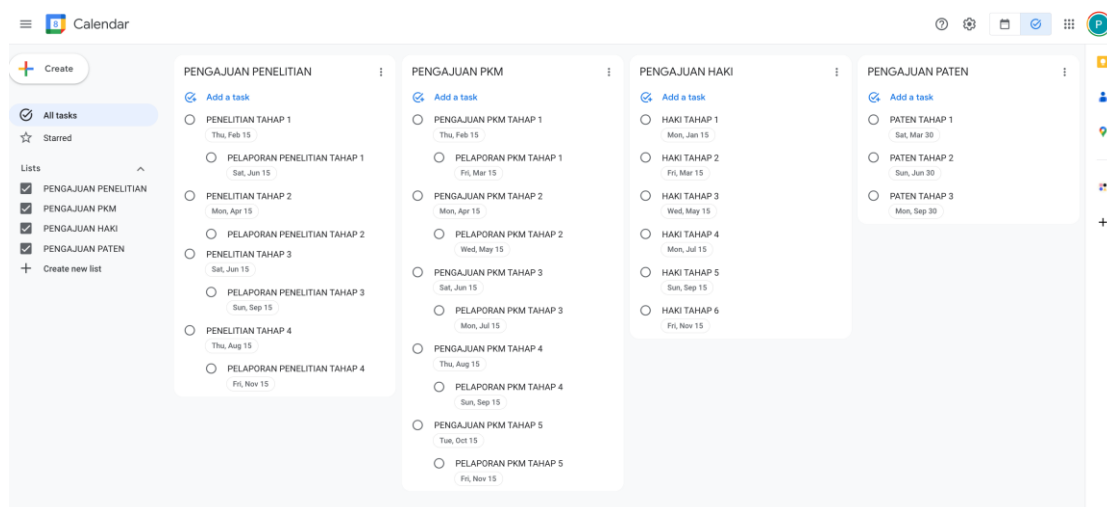 Calendar
Create
All tasks
Starred
Lists
PENGAJUAN PENELITIAN
PENGAJUAN PKM
PENGAJUAN HAKI
PENGAJUAN PATEN
Create new list
PENGAJUAN PENELITIAN
Add a task
PENELITIAN TAHAP 1
Thu, Feb 15
PELAPORAN PENELITIAN TAHAP 1
Sat, Jun 15
PENELITIAN TAHAP 2
Mon, Apr 15
PELAPORAN PENELITIAN TAHAP 2
PENELITIAN TAHAP 3
Sat, Jun 15
PELAPORAN PENELITIAN TAHAP 3
Sun, Sep 15
PENELITIAN TAHAP 4
Thu, Aug 15
PELAPORAN PENELITIAN TAHAP 4
Fri, Nov 15
PENGAJUAN PKM
Add a task
PENGAJUAN PKM TAHAP 1
Thu, Feb 15
PELAPORAN PKM TAHAP 1
Fri, Mar 15
PENGAJUAN PKM TAHAP 2
Mon, Apr 15
PELAPORAN PKM TAHAP 2
Wed, May 15
PENGAJUAN PKM TAHAP 3
Sat, Jun 15
PELAPORAN PKM TAHAP 3
Mon, Jul 15
PENGAJUAN PKM TAHAP 4
Thu, Aug 15
PELAPORAN PKM TAHAP 4
Sun, Sep 15
PENGAJUAN PKM TAHAP 5
Tue, Oct 15
PELAPORAN PKM TAHAP 5
Fri, Nov 15
PENGAJUAN HAKI
Add a task
HAKI TAHAP 1
Mon, Jan 15
HAKI TAHAP 2
Fri, Mar 15
HAKI TAHAP 3
Wed, May 15
HAKI TAHAP 4
Mon, Jul 15
HAKI TAHAP 5
Sun, Sep 15
HAKI TAHAP 6
Fri, Nov 15
PENGAJUAN PATEN
Add a task
PATEN TAHAP 1
Sat, Mar 30
PATEN TAHAP 2
Sun, Jun 30
PATEN TAHAP 3
Mon, Sep 30
P